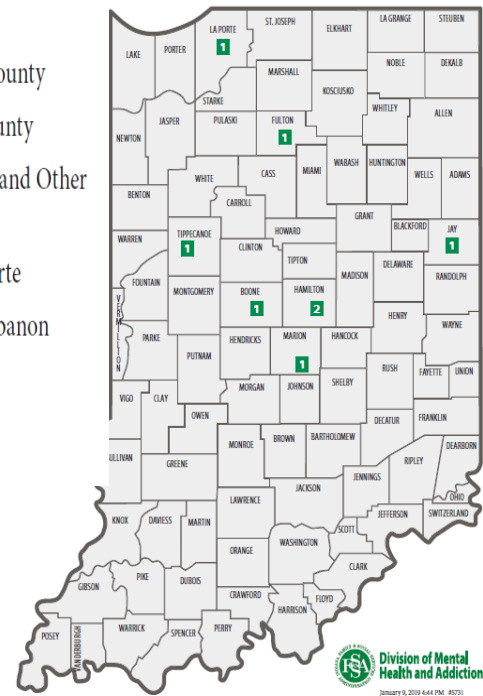 ounty
unty
and Other
rte
banon
LAKE
PORTER
LA PORTE
1
ST. JOSEPH
ELKHART
LA GRANGE
STEUBEN
NOBLE
DEKALB
MARSHALL
KOSCIUSKO
STARKE
WHITLEY
ALLEN
NEWTON
JASPER
PULASKI
FULTON
1
MIAMI
WABASH
HUNTINGTON
WELLS
ADAMS
WHITE
CASS
BENTON
CARROLL
GRANT
BLACKFORD
JAY
1
WARREN
TIPPECANOE
1
CLINTON
HOWARD
TIPTON
MADISON
DELAWARE
RANDOLPH
FOUNTAIN
MONTGOMERY
BOONE
1
HAMILTON
2
HENRY
WAYNE
VERMILLION
PARKE
PUTNAM
HENDRICKS
MARION
1
HANCOCK
RUSH
FAYETTE
UNION
VIGO
CLAY
MORGAN
JOHNSON
SHELBY
OWEN
DECATUR
FRANKLIN
MONROE
BROWN
BARTHOLOMEW
DEARBORN
ULLIVAN
GREENE
RIPLEY
JENNINGS
JACKSON
OHIO
LAWRENCE
KNOX
DAVIESS
MARTIN
JEFFERSON
SWITZERLAND
SCOTT
ORANGE
WASHINGTON
CLARK
GIBSON
PIKE
DUBOIS
CRAWFORD
FLOYD
HARRISON
POSEY
VANDERBURGH
WARRICK
SPENCER
PERRY
FSSA
Division of Mental
Health and Addiction
January 9, 2019 4:44 PM #5731